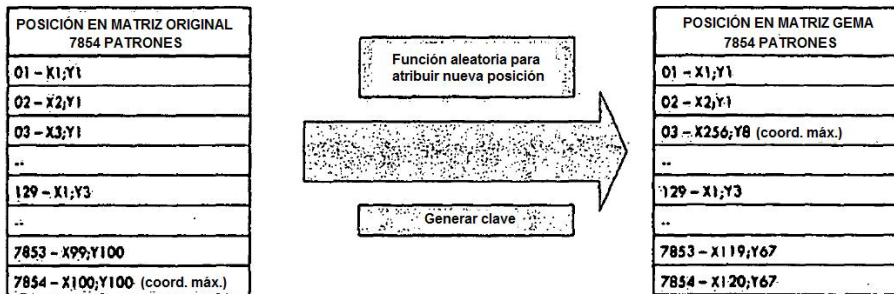 POSICIÓN EN MATRIZ ORIGINAL
7854 PATRONES
01 – X1;Y1
02 – X2;Y1
03 – X3;Y1
..
129 – X1;Y3
..
7853 – X99;Y100
7854 – X100;Y100 (coord. máx.)
Función aleatoria para
atribuir nueva posición
Generar clave
POSICIÓN EN MATRIZ GEMA
7854 PATRONES
01 – X1;Y1
02 – X2;Y1
03 – X256;Y8 (coord. máx.)
..
129 – X1;Y3
..
7853 – X119;Y67
7854 – X120;Y67